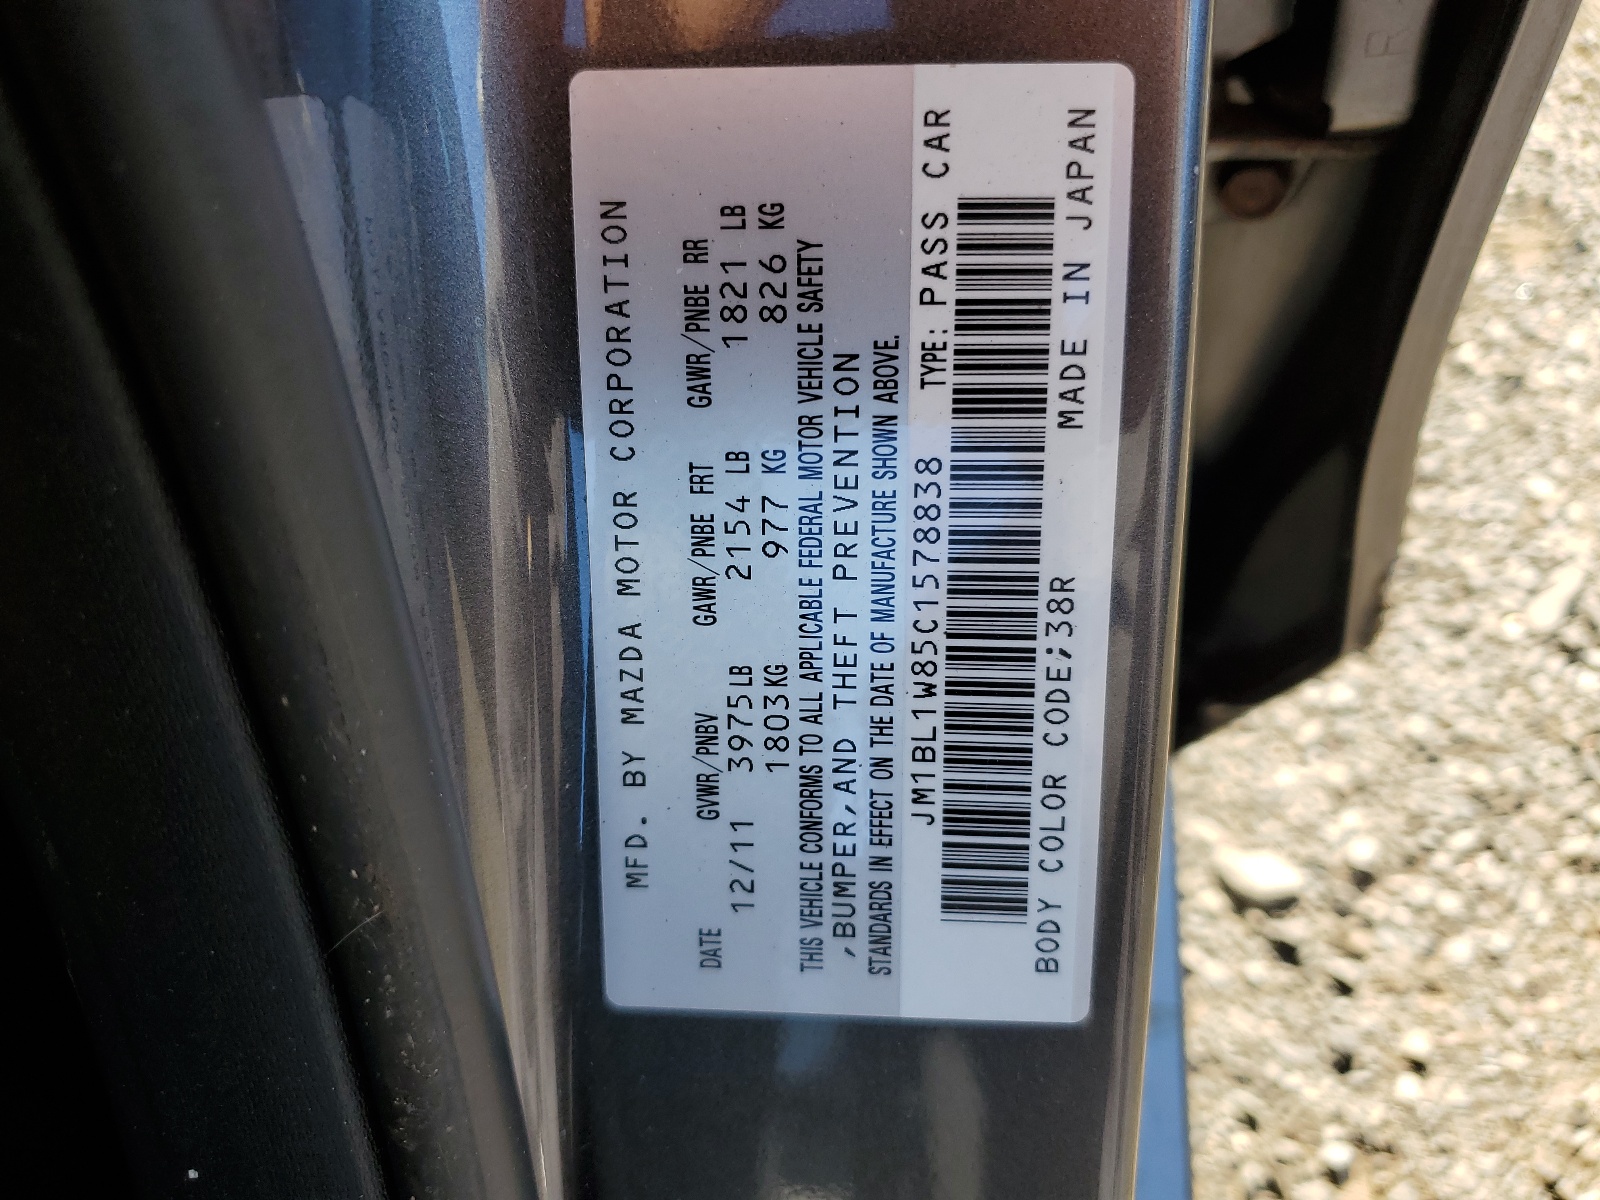 MFD. BY MAZDA MOTOR CORPORATION
DATE GVWR/PNBV GAWR/PNBE FRT GAWR/PNBE RR
12/11 3975LB 2154 LB 1821 LB
1803KG 977 KG 826 KG
THIS VEHICLE CONFORMS TO ALL APPLICABLE FEDERAL MOTOR VEHICLE SAFETY
,BUMPER,AND THEFT PREVENTION
STANDARDS IN EFFECT ON THE DATE OF MANUFACTURE SHOWN ABOVE.
JM1BL1W85C1578838 TYPE: PASS CAR
BODY COLOR CODE;38R MADE IN JAPAN
R